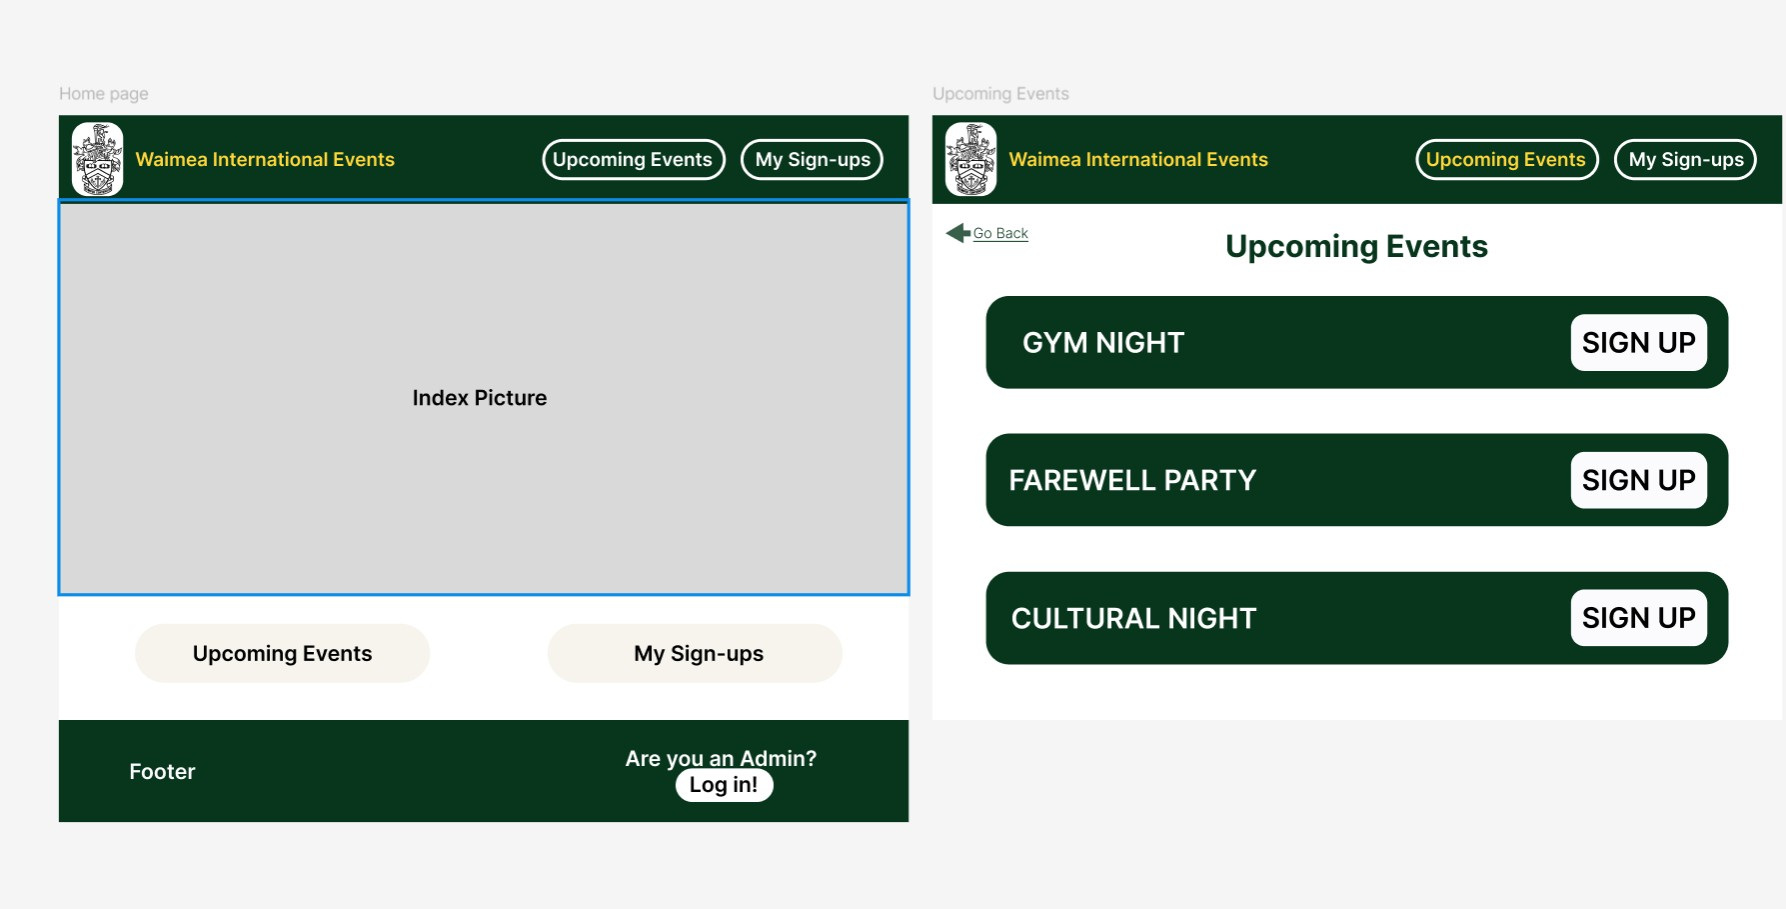 Home page
Waimea International Events
Upcoming Events
My Sign-ups
Index Picture
Upcoming Events
My Sign-ups
Footer
Are you an Admin?
Log in!
Upcoming Events
Waimea International Events
Upcoming Events
My Sign-ups
Go Back
Upcoming Events
GYM NIGHT
SIGN UP
FAREWELL PARTY
SIGN UP
CULTURAL NIGHT
SIGN UP